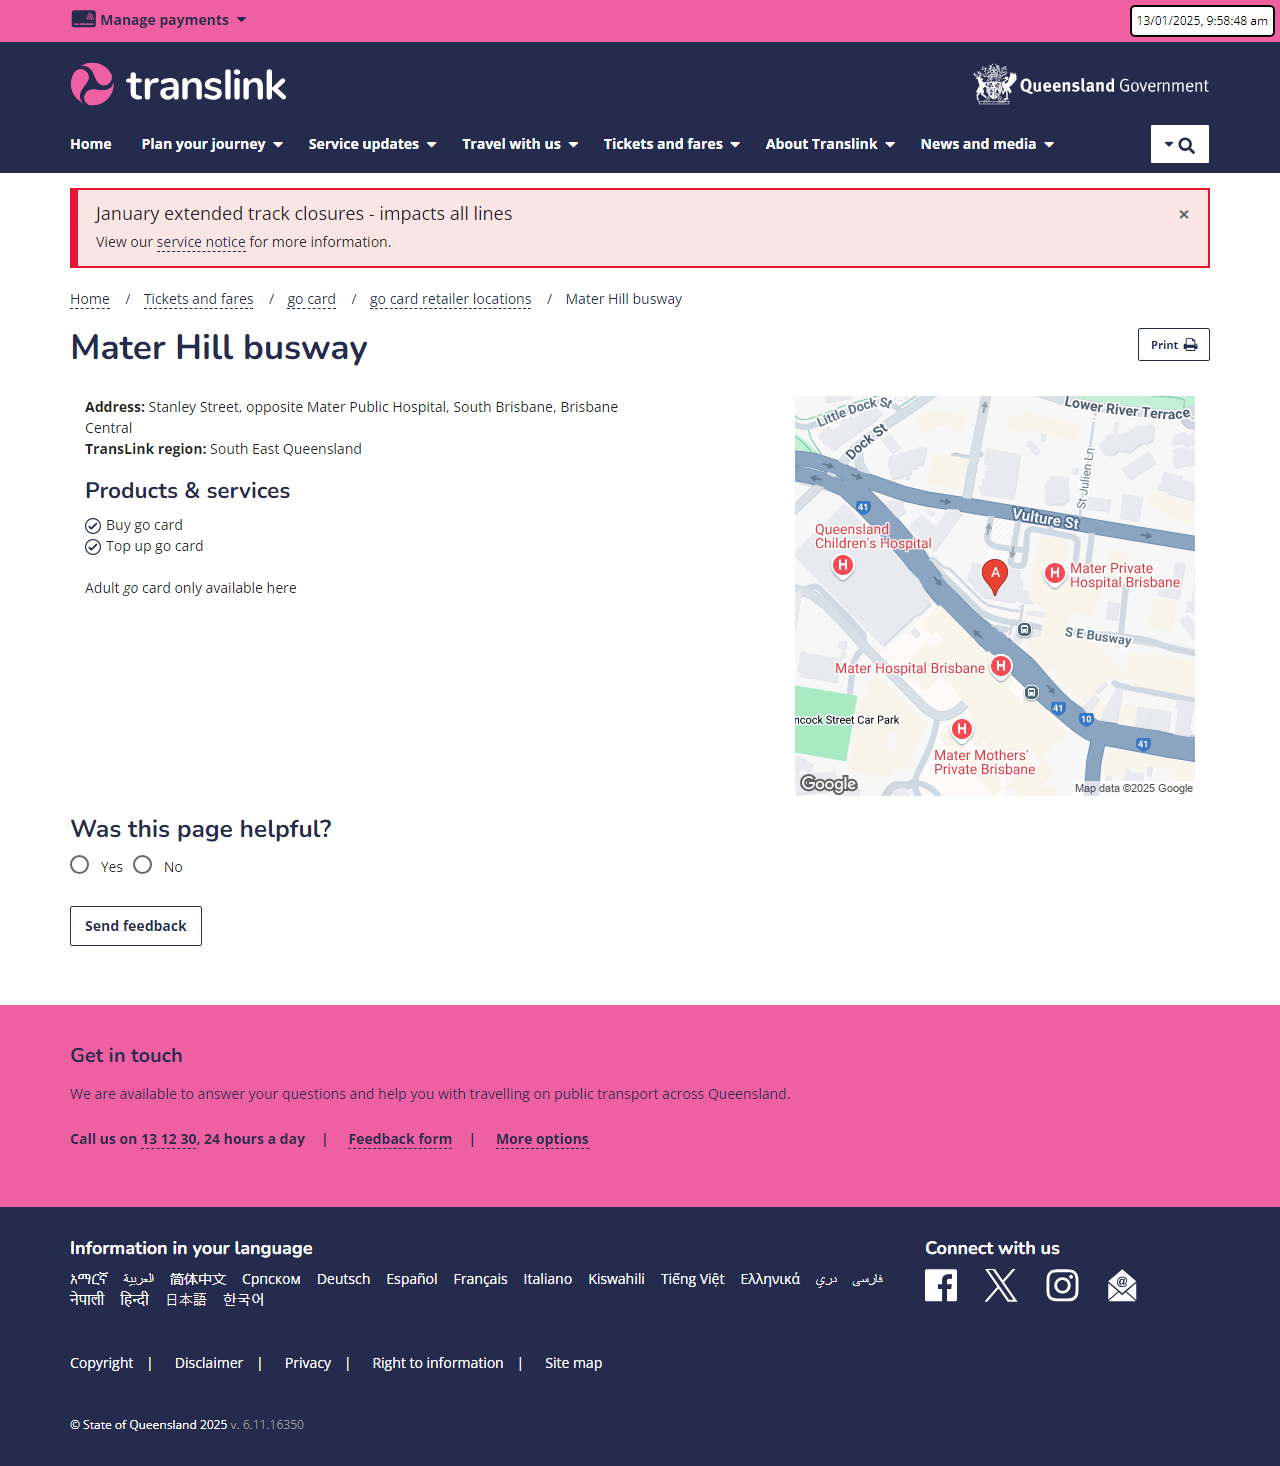 Manage payments
13/01/2025, 9:58:48 am
translink
Queensland Government
Home Plan your journey Service updates Travel with us Tickets and fares About Translink News and media
January extended track closures - impacts all lines
×
View our service notice for more information.
Home / Tickets and fares / go card / go card retailer locations / Mater Hill busway
Mater Hill busway
Print
Address: Stanley Street, opposite Mater Public Hospital, South Brisbane, Brisbane
Central
TransLink region: South East Queensland
Products & services
Buy go card
Top up go card
Adult go card only available here
Little Dock St
Lower River Terrace
Dock St
St Julien Ln
41
Vulture St
Queensland
Children's Hospital
H
A
H
Mater Private
Hospital Brisbane
S E Busway
Mater Hospital Brisbane
H
41
10
ncock Street Car Park
H
41
Mater Mothers'
Private Brisbane
Google
Map data ©2025 Google
Was this page helpful?
Yes No
Send feedback
Get in touch
We are available to answer your questions and help you with travelling on public transport across Queensland.
Call us on 13 12 30, 24 hours a day | Feedback form | More options
Information in your language
Connect with us
አማርኛ العربية 简体中文 Српском Deutsch Español Français Italiano Kiswahili Tiếng Việt Ελληνικά دري فارسی
नेपाली हिन्दी 日本語 한국어
Copyright | Disclaimer | Privacy | Right to information | Site map
© State of Queensland 2025 v. 6.11.16350